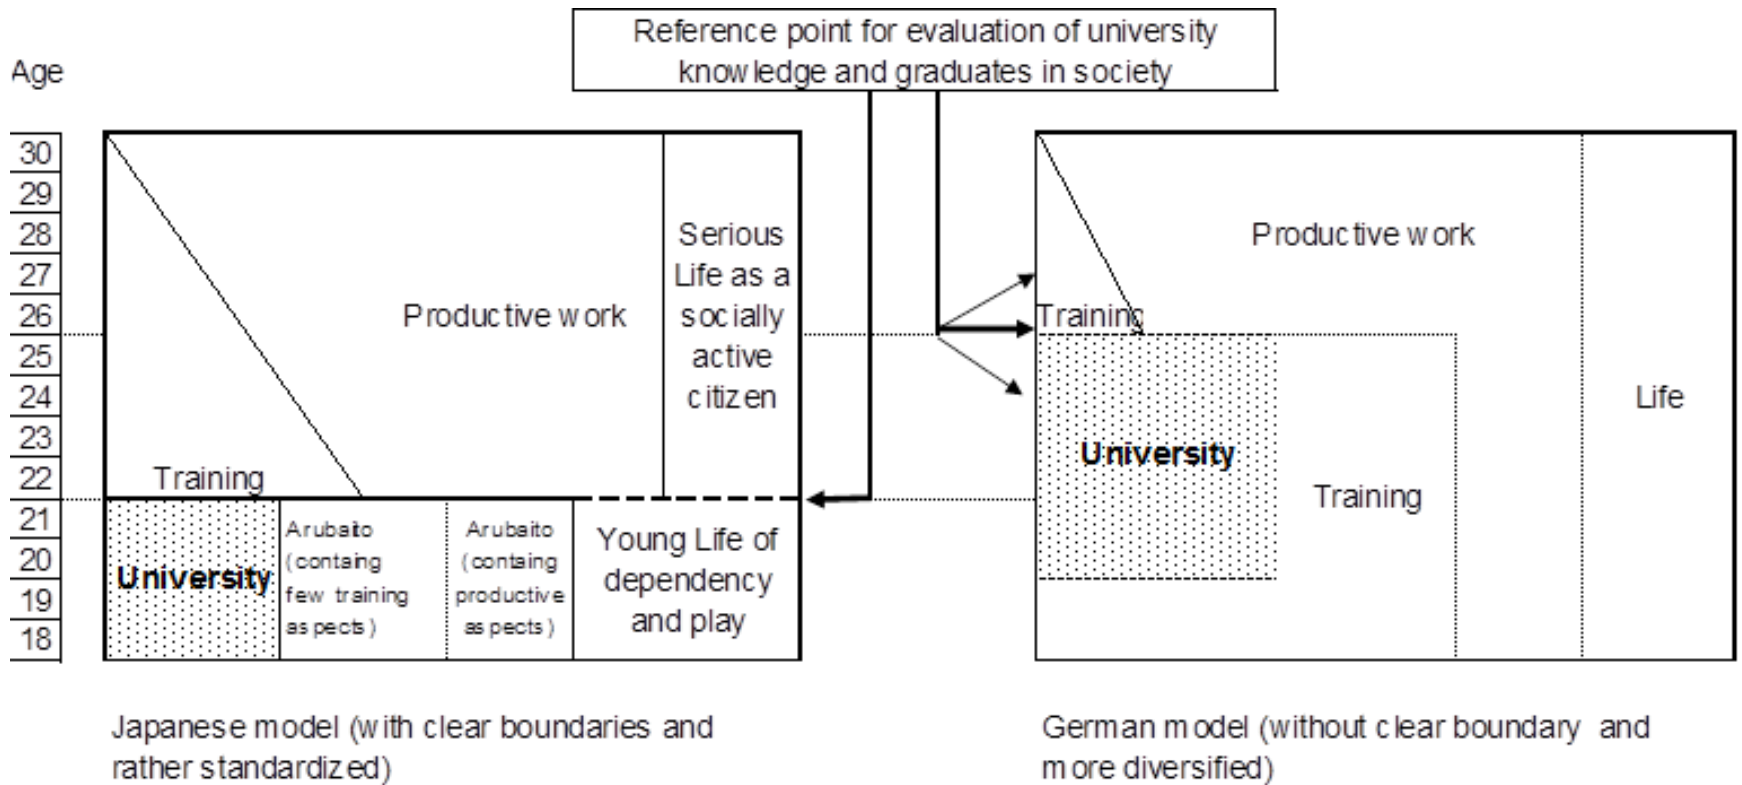 Reference point for evaluation of university
knowledge and graduates in society
Age
30
29
28
27
26
25
24
23
22
21
20
19
18
Productive work
Serious
Life as a
socially
active
citizen
Training
University
Arubaito
(containg
few training
aspects)
Arubaito
(containg
productive
aspects)
Young Life of
dependency
and play
Productive work
Training
University
Training
Life
Japanese model (with clear boundaries and
rather standardized)
German model (without clear boundary and
more diversified)